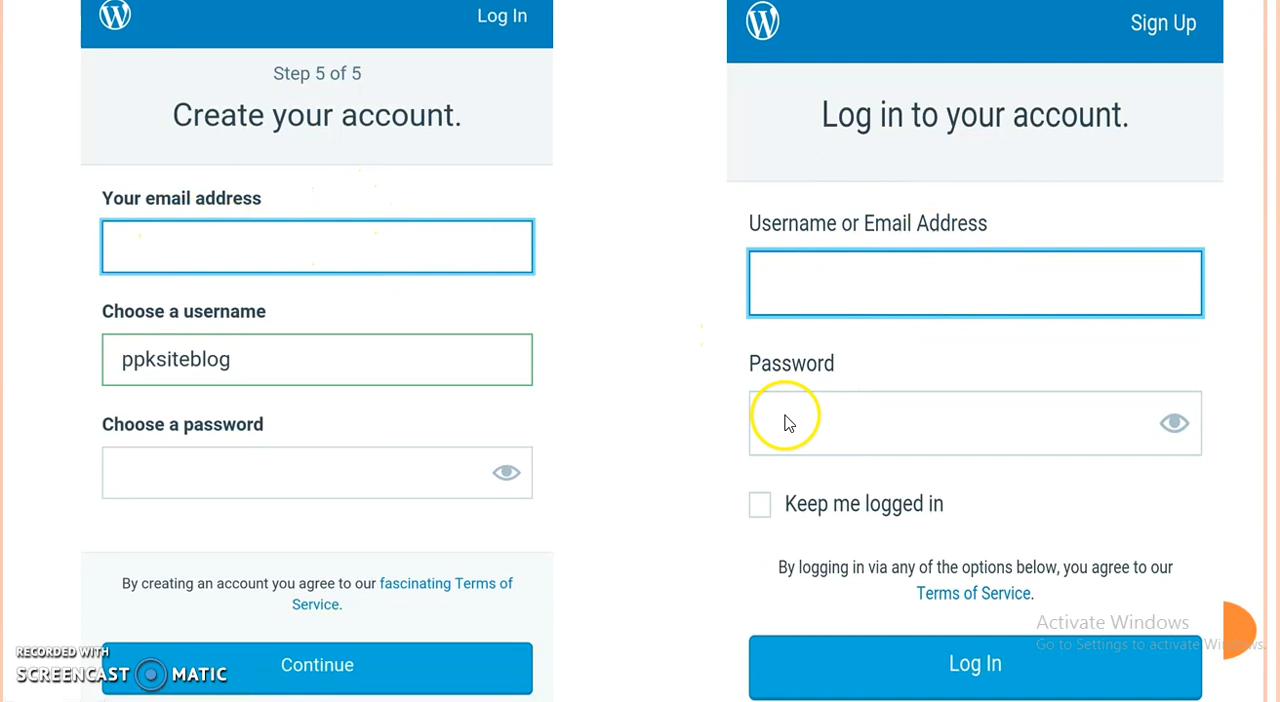 Log In
Step 5 of 5
Create your account.
Your email address
Choose a username
ppksiteblog
Choose a password
By creating an account you agree to our fascinating Terms of
Service.
Continue
RECORDED WITH
SCREENCAST MATIC
Sign Up
Log in to your account.
Username or Email Address
Password
Keep me logged in
By logging in via any of the options below, you agree to our
Terms of Service.
Activate Windows
Go to Settings to activate Windows.
Log In